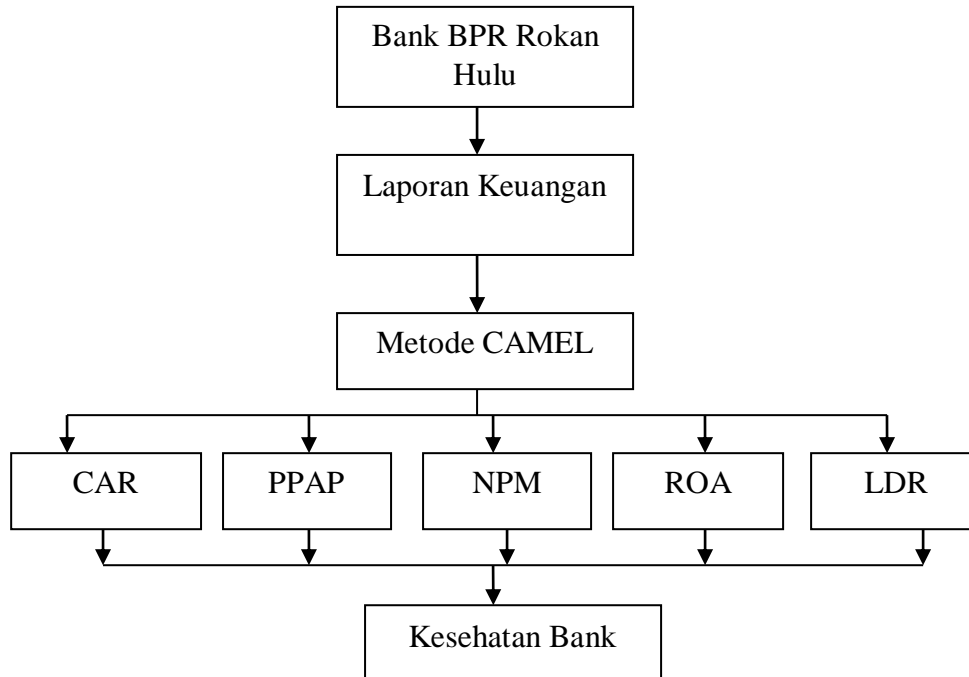 Bank BPR Rokan
Hulu
Laporan Keuangan
Metode CAMEL
CAR
PPAP
NPM
ROA
LDR
Kesehatan Bank